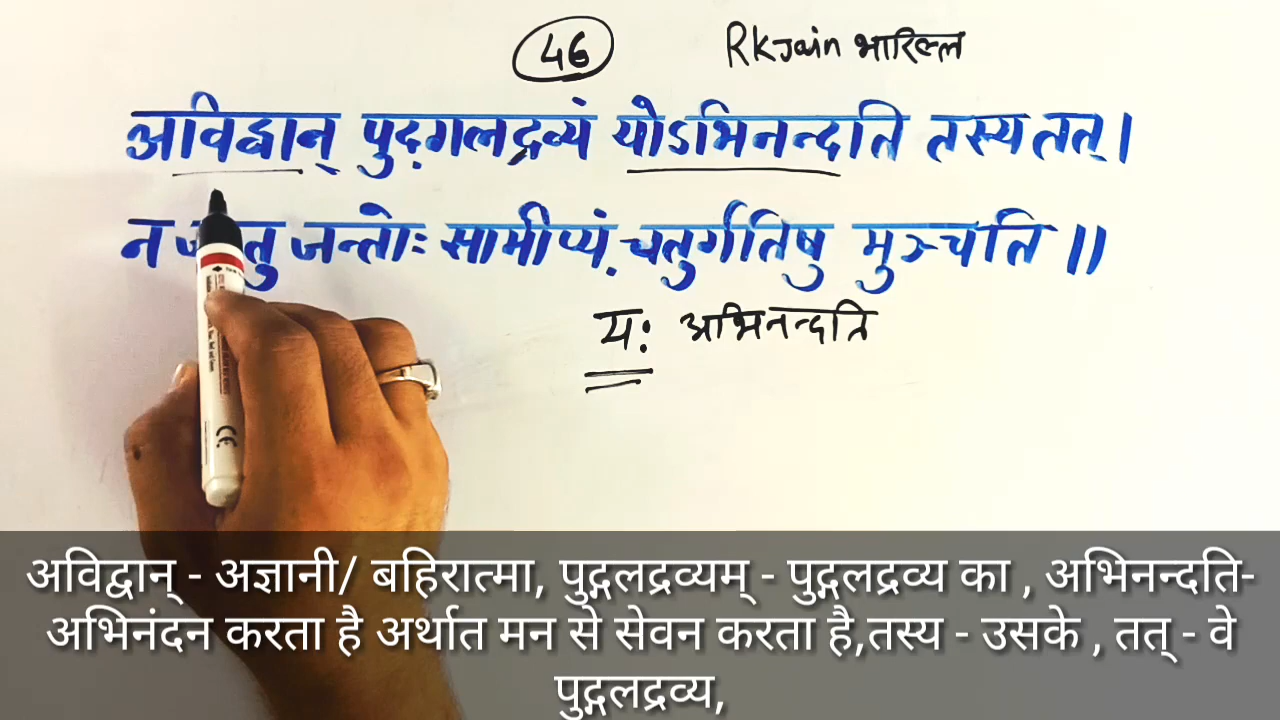 46
RKJain भारिल्ल
अविद्वान् पुद्गलद्रव्यं योऽभिनन्दति तस्य तत्।
न जन्तोः सामीप्यं चतुर्गतिषु मुञ्चति॥
यः अभिनन्दति
अविद्वान् - अज्ञानी/ बहिरात्मा, पुद्गलद्रव्यम् - पुद्गलद्रव्य का , अभिनन्दति-
अभिनंदन करता है अर्थात मन से सेवन करता है,तस्य - उसके , तत् - वे
पुद्गलद्रव्य,